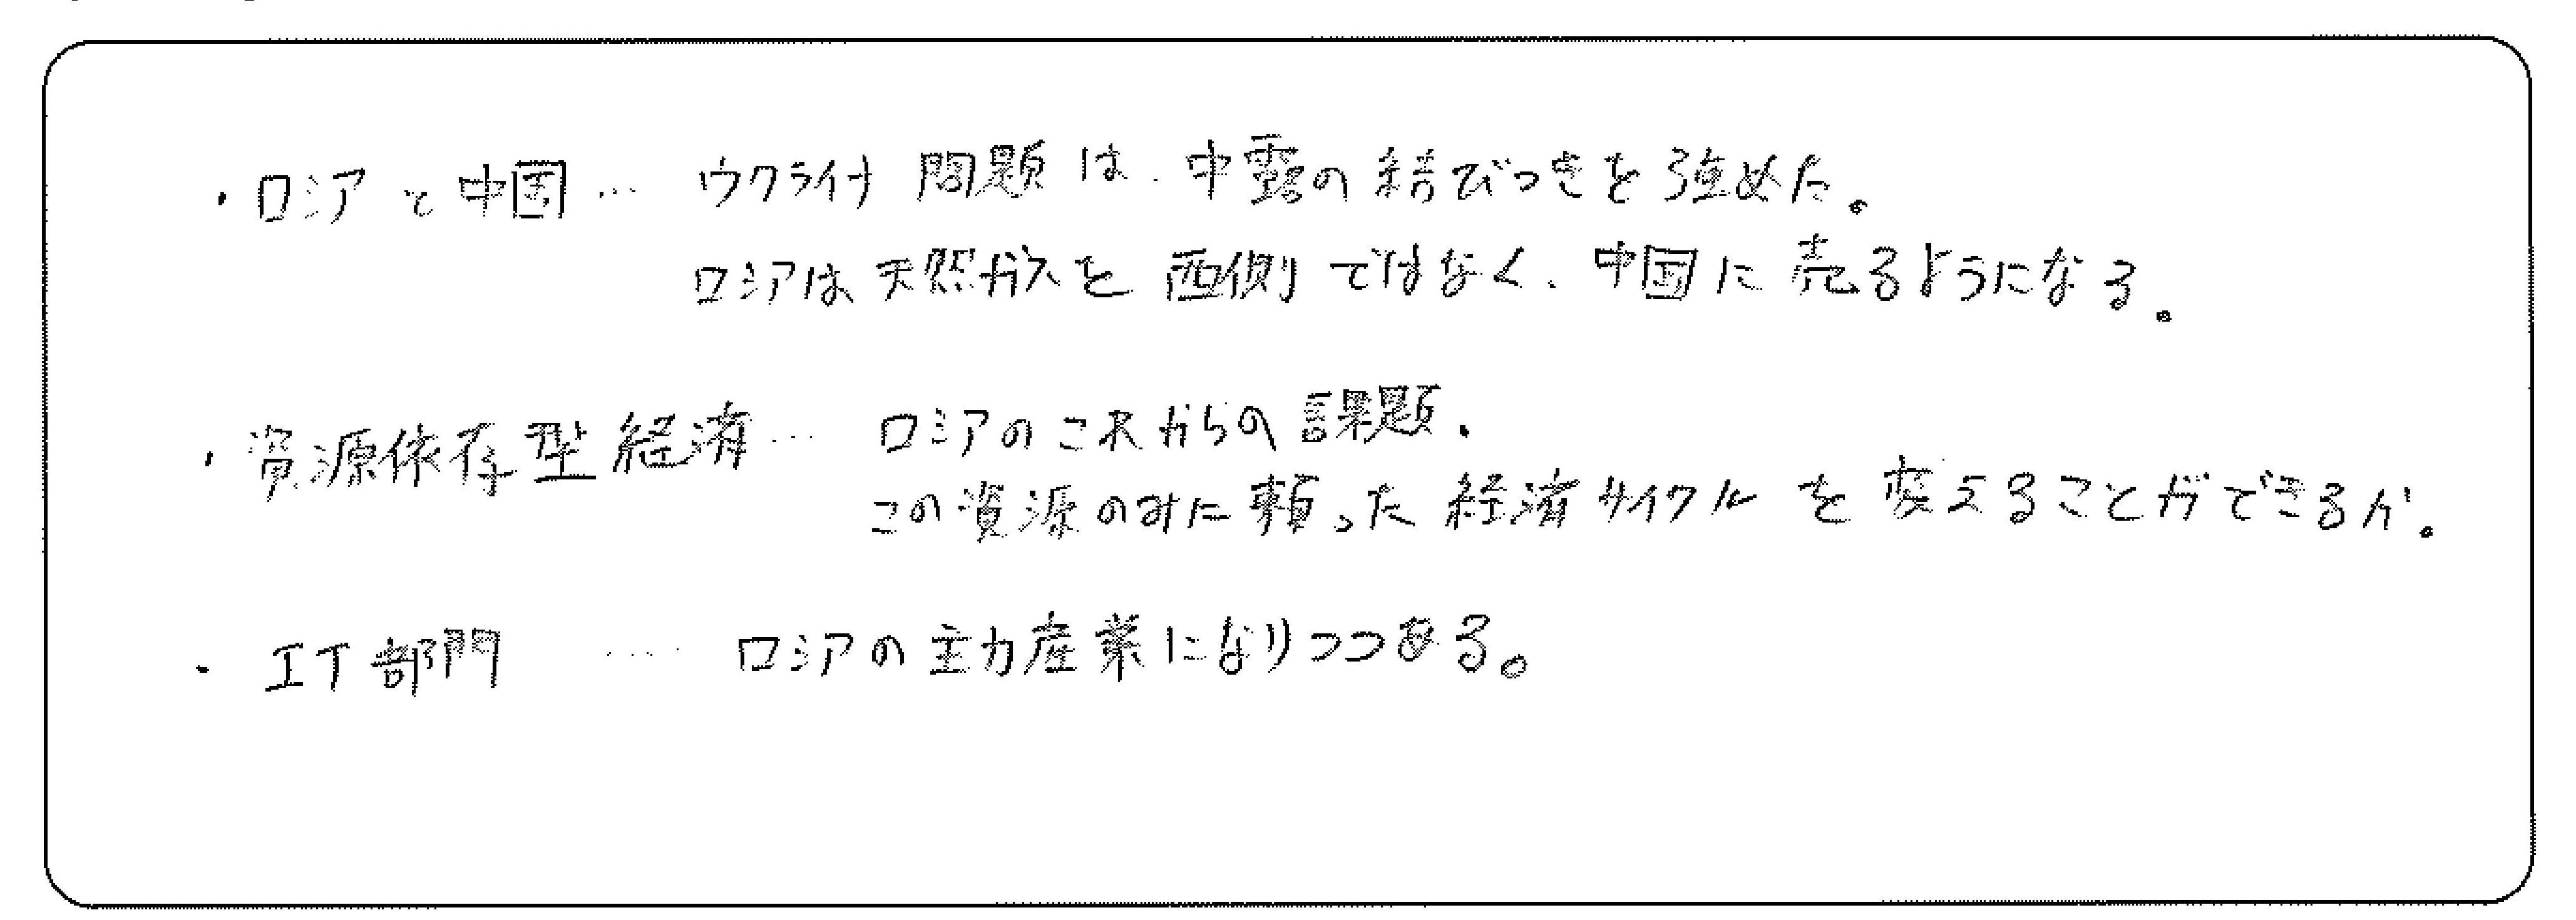 ・ロシアと中国… ウクライナ問題は、中露の結びつきを強めた。
ロシアは天然ガスを西側ではなく、中国に売るようになる。
・資源依存型経済… ロシアのこれからの課題.
この資源のみに頼った経済サイクルを変えることができるか。
・IT部門 …… ロシアの主力産業になりつつある。